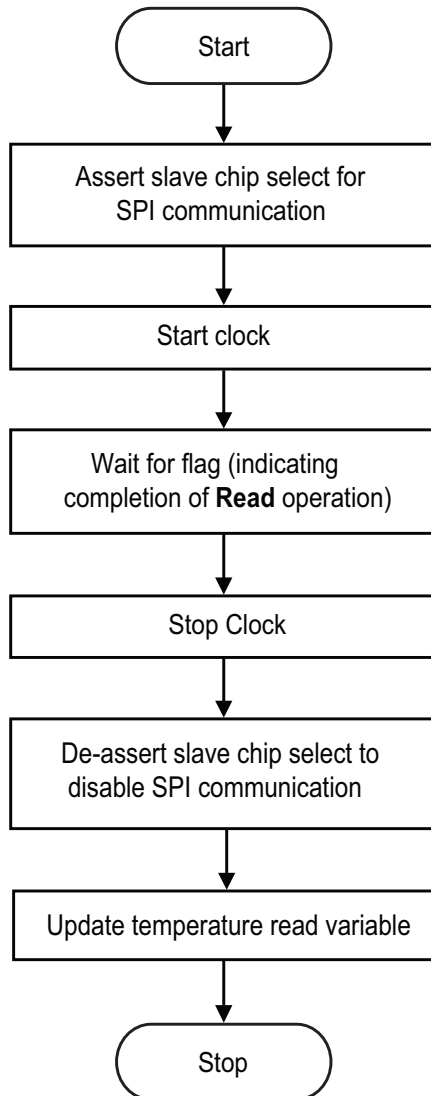 Start
Assert slave chip select for
SPI communication
Start clock
Wait for flag (indicating
completion of Read operation)
Stop Clock
De-assert slave chip select to
disable SPI communication
Update temperature read variable
Stop